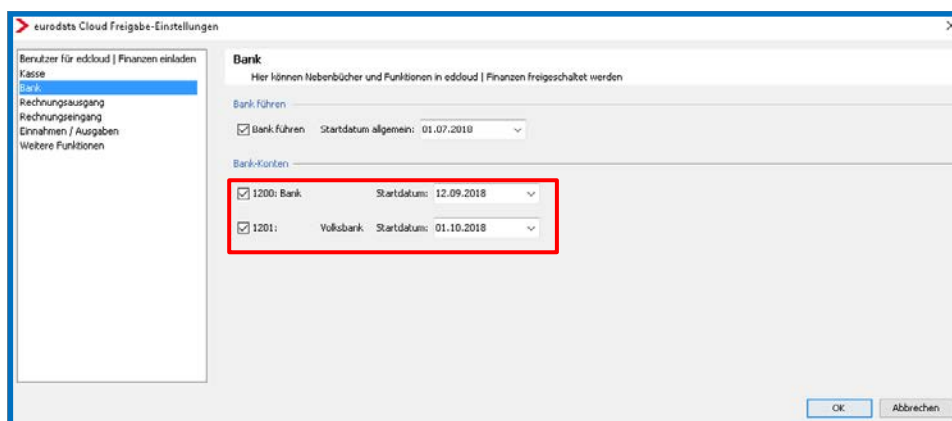 eurodata Cloud Freigabe-Einstellungen
Benutzer für edcloud | Finanzen einladen
Kasse
Bank
Rechnungsausgang
Rechnungseingang
Einnahmen / Ausgaben
Weitere Funktionen
Bank
Hier können Nebenbücher und Funktionen in edcloud | Finanzen freigeschaltet werden
Bank führen
Bank führen Startdatum allgemein: 01.07.2018
Bank-Konten
1200: Bank Startdatum: 12.09.2018
1201: Volksbank Startdatum: 01.10.2018
OK Abbrechen